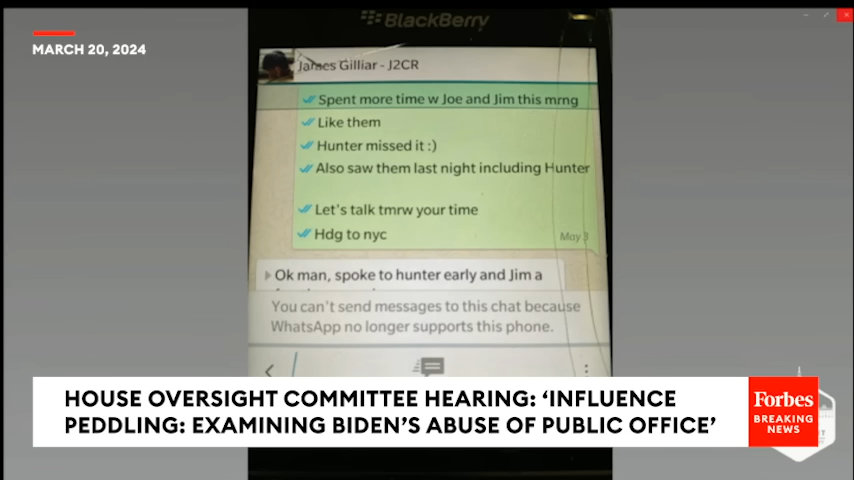 BlackBerry
MARCH 20, 2024
James Gilliar - J2CR
Spent more time w Joe and Jim this mrng
Like them
Hunter missed it :)
Also saw them last night including Hunter
Let's talk tmrw your time
Hdg to nyc
May 3
Ok man, spoke to hunter early and Jim a
You can't send messages to this chat because
WhatsApp no longer supports this phone.
HOUSE OVERSIGHT COMMITTEE HEARING: ‘INFLUENCE
PEDDLING: EXAMINING BIDEN’S ABUSE OF PUBLIC OFFICE’
Forbes
BREAKING
NEWS